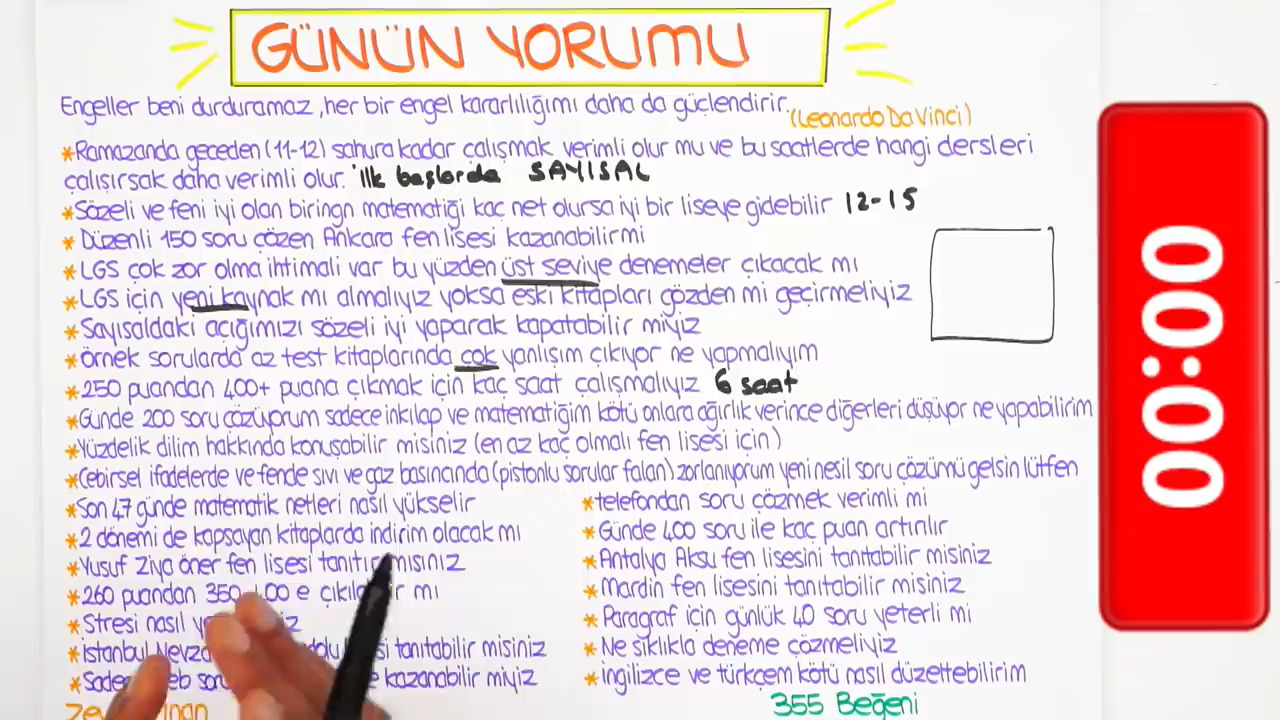 GÜNÜN YORUMU
Engeller beni durduramaz, her bir engel kararlılığımı daha da güçlendirir.
(Leonardo Da Vinci)
*Ramazanda geceden (11-12) sahura kadar çalışmak verimli olur mu ve bu saatlerde hangi dersleri
çalışırsak daha verimli olur. ilk başlarda SAYISAL
*Sözeli ve feni iyi olan biringn matematiği kaç net olursa iyi bir liseye gidebilir 12-15
*Düzenli 150 soru çözen Ankara fen lisesi kazanabilirmi
*LGS çok zor olma ihtimali var bu yüzden üst seviye denemeler çıkacak mı
*LGS için yeni kaynak mı almalıyız yoksa eski kitapları gözden mi geçirmeliyiz
*Sayısaldaki açığımızı sözeli iyi yaparak kapatabilir miyiz
*örnek sorularda az test kitaplarında çok yanlışım çıkıyor ne yapmalıyım
*250 puandan 400+ puana çıkmak için kaç saat çalışmalıyız 6 saat
*Günde 200 soru çözüyorum sadece inkılap ve matematiğim kötü onlara ağırlık verince diğerleri düşüyor ne yapabilirim
*Yüzdelik dilim hakkında konuşabilir misiniz (en az kaç olmalı fen lisesi için)
*Cebirsel ifadelerde ve fende sıvı ve gaz basıncında (pistonlu sorular falan) zorlanıyorum yeni nesil soru çözümü gelsin lütfen
*Son 47 günde matematik netleri nasıl yükselir
*2 dönemi de kapsayan kitaplarda indirim olacak mı
*Yusuf Ziya öner fen lisesi tanıtır mısınız
*260 puandan 350 400 e çıkılabilir mi
*Stresi nasıl
*İstanbul tanıtabilir misiniz
*kazanabilir miyiz
*telefondan soru çözmek verimli mi
*Günde 400 soru ile kaç puan artırılır
*Antalya Aksu fen lisesini tanıtabilir misiniz
*Mardin fen lisesini tanıtabilir misiniz
*Paragraf için günlük 40 soru yeterli mi
*Ne sıklıkla deneme çözmeliyiz
*ingilizce ve türkçem kötü nasıl düzeltebilirim
355 Beğeni
00:00